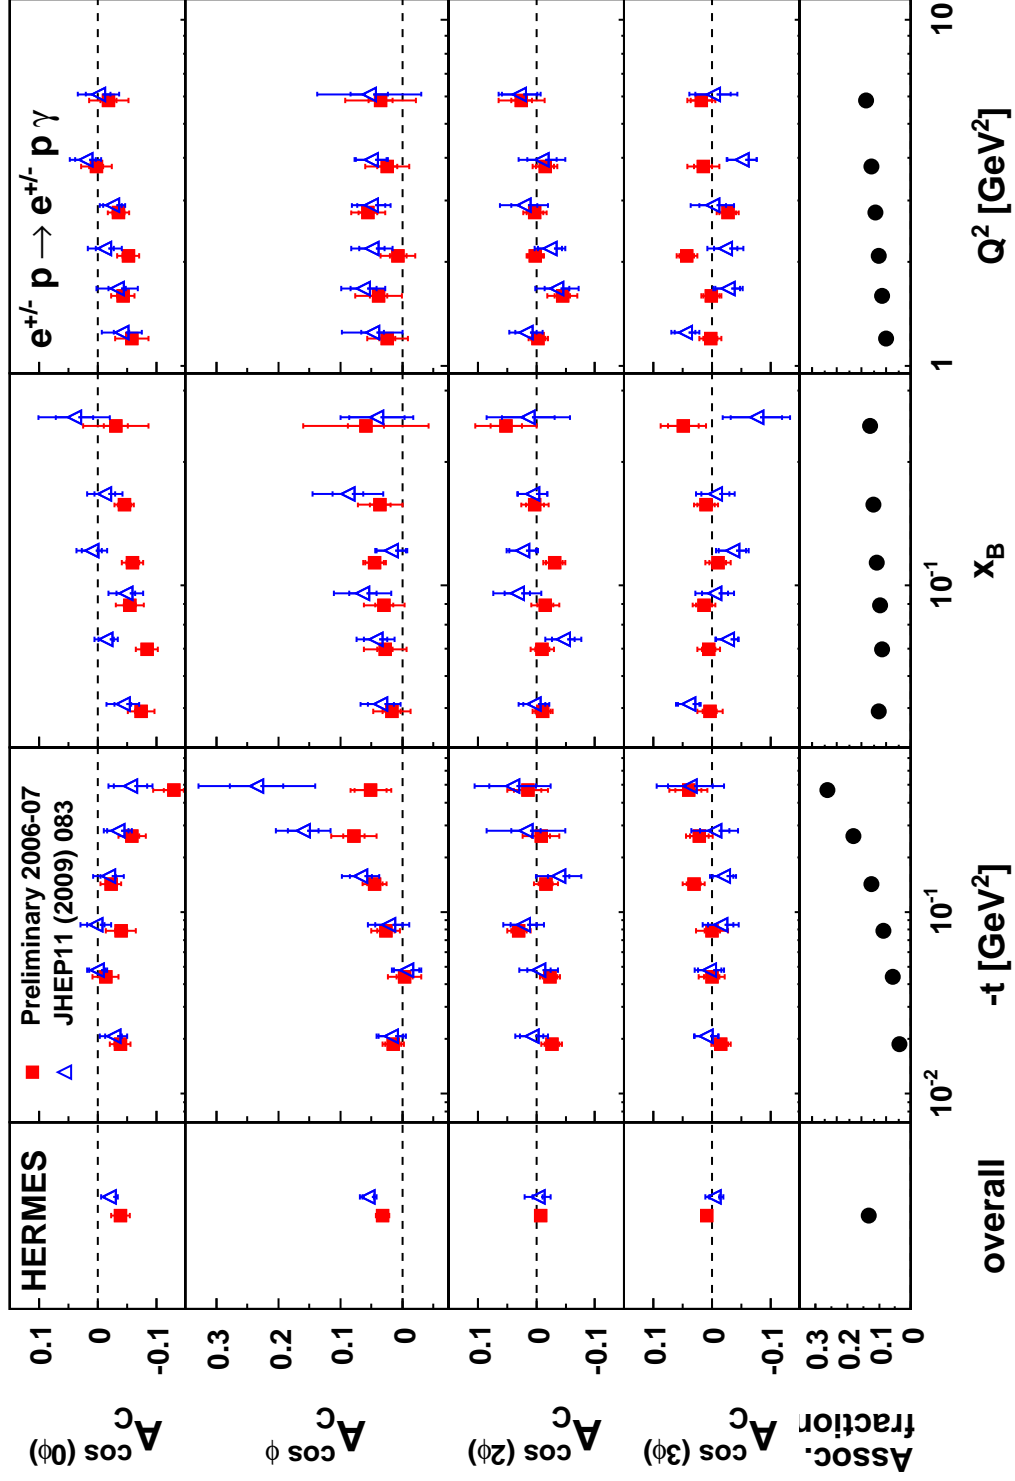 HERMES
Preliminary 2006-07
JHEP11 (2009) 083
e+/- p → e+/- p γ
A_C^cos (0φ)
0.1
0
-0.1
A_C^cos φ
0.3
0.2
0.1
0
A_C^cos (2φ)
0.1
0
-0.1
A_C^cos (3φ)
0.1
0
-0.1
Assoc.
fraction
0.3
0.2
0.1
0
overall
10^-2
10^-1
-t [GeV²]
10^-1
x_B
1
10
Q² [GeV²]